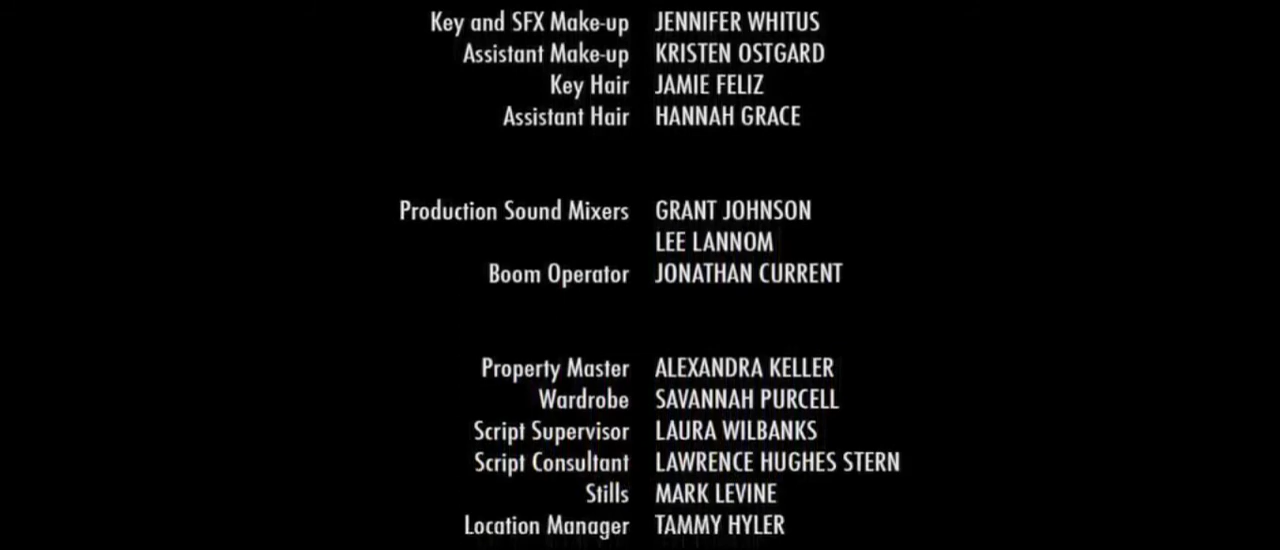 Key and SFX Make-up JENNIFER WHITUS
Assistant Make-up KRISTEN OSTGARD
Key Hair JAMIE FELIZ
Assistant Hair HANNAH GRACE
Production Sound Mixers GRANT JOHNSON
LEE LANNOM
Boom Operator JONATHAN CURRENT
Property Master ALEXANDRA KELLER
Wardrobe SAVANNAH PURCELL
Script Supervisor LAURA WILBANKS
Script Consultant LAWRENCE HUGHES STERN
Stills MARK LEVINE
Location Manager TAMMY HYLER